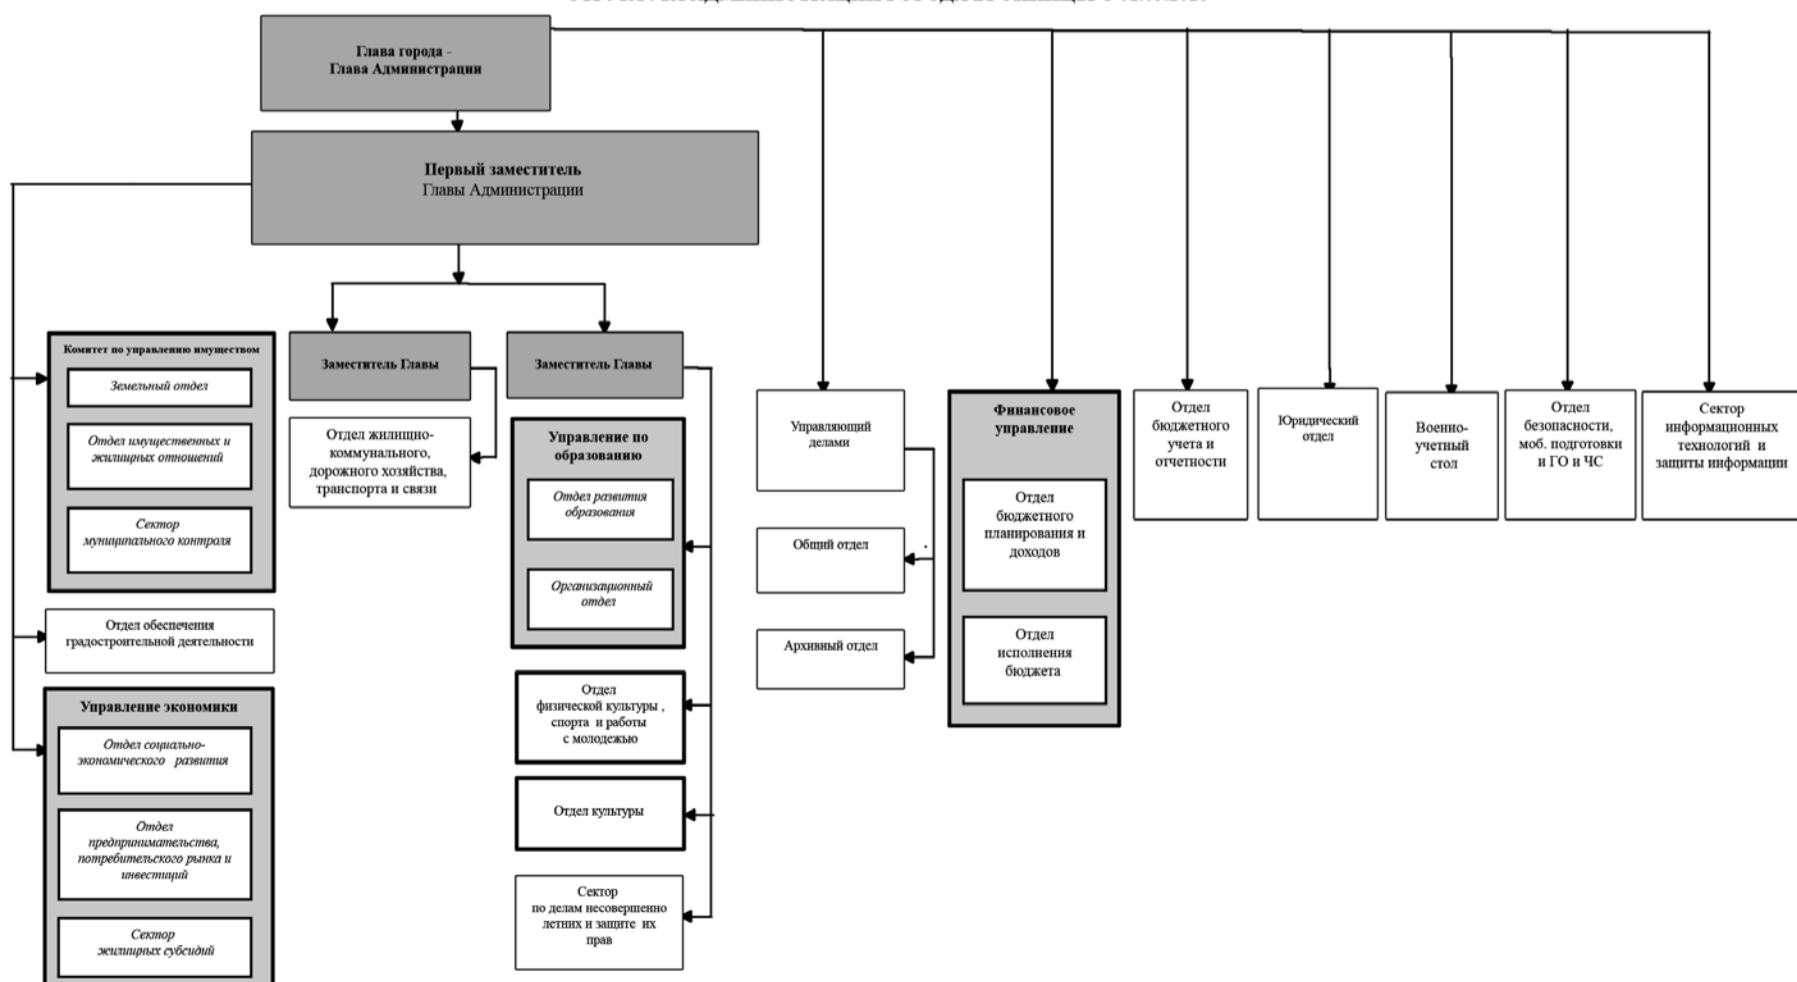 Глава города -
Глава Администрации
Первый заместитель
Главы Администрации
Комитет по управлению имуществом
Земельный отдел
Отдел имущественных и
жилищных отношений
Сектор
муниципального контроля
Отдел обеспечения
градостроительной деятельности
Управление экономики
Отдел социально-
экономического развития
Отдел
предпринимательства,
потребительского рынка и
инвестиций
Сектор
жилищных субсидий
Заместитель Главы
Отдел жилищно-
коммунального,
дорожного хозяйства,
транспорта и связи
Заместитель Главы
Управление по
образованию
Отдел развития
образования
Организационный
отдел
Отдел
физической культуры ,
спорта и работы
с молодежью
Отдел культуры
Сектор
по делам несовершенно
летних и защите их
прав
Управляющий
делами
Общий отдел
Архивный отдел
Финансовое
управление
Отдел
бюджетного
планирования и
доходов
Отдел
исполнения
бюджета
Отдел
бюджетного
учета и
отчетности
Юридический
отдел
Военно-
учетный
стол
Отдел
безопасности,
моб. подготовки
и ГО и ЧС
Сектор
информационных
технологий и
защиты информации